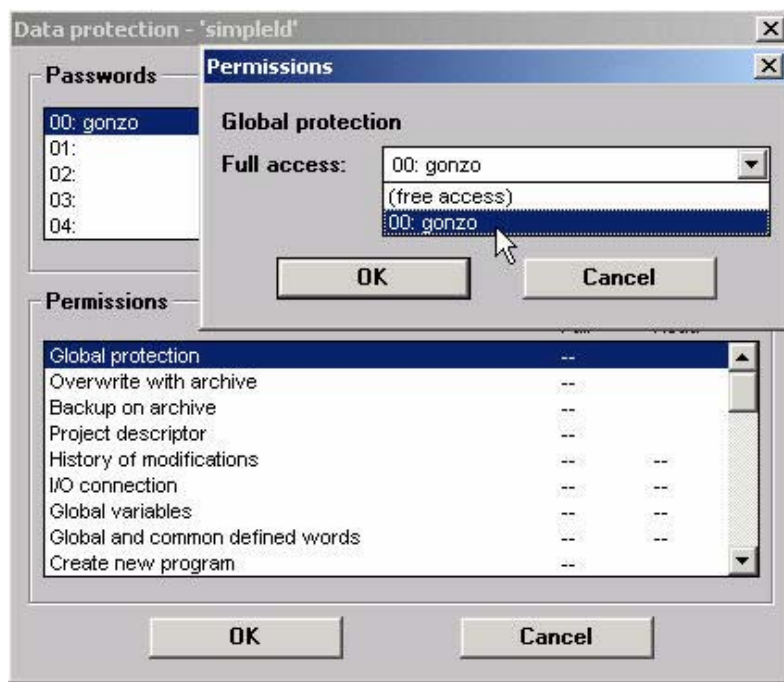 Data protection - 'simpleld'
Passwords
00: gonzo
01:
02:
03:
04:
Permissions
Global protection
Full access:
00: gonzo
(free access)
00: gonzo
OK
Cancel
Permissions
Global protection --
Overwrite with archive --
Backup on archive --
Project descriptor --
History of modifications -- --
I/O connection -- --
Global variables -- --
Global and common defined words -- --
Create new program --
OK
Cancel